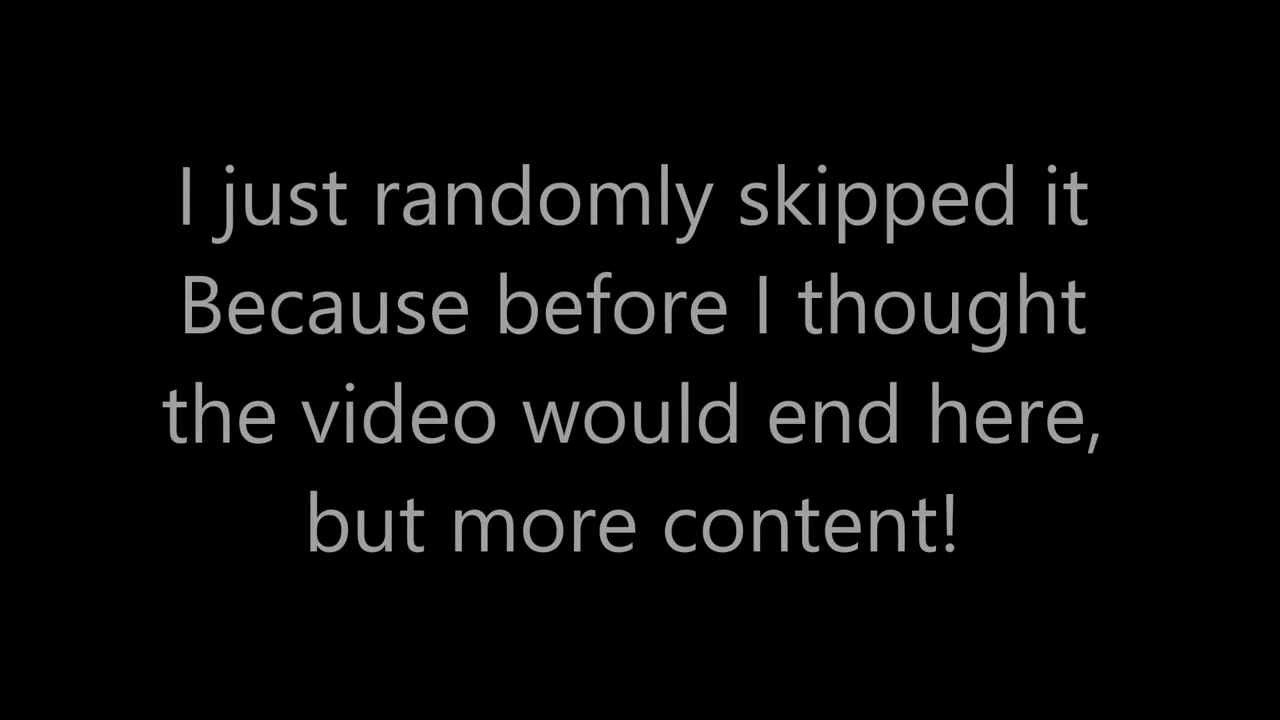 I just randomly skipped it
Because before I thought
the video would end here,
but more content!